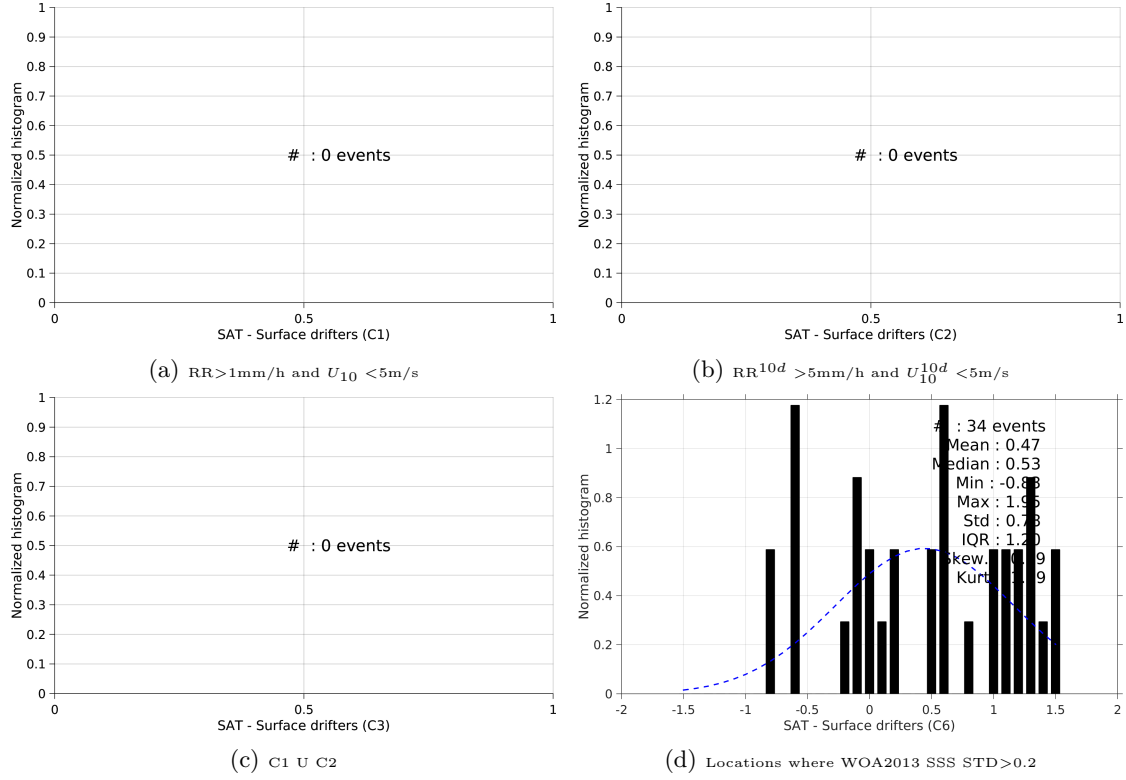 1
0.9
0.8
0.7
0.6
0.5
0.4
0.3
0.2
0.1
0
Normalized histogram
# : 0 events
0 0.5 1
SAT - Surface drifters (C1)
(a) RR>1mm/h and U10 <5m/s
1
0.9
0.8
0.7
0.6
0.5
0.4
0.3
0.2
0.1
0
Normalized histogram
# : 0 events
0 0.5 1
SAT - Surface drifters (C2)
(b) RR10d >5mm/h and U10d10 <5m/s
1
0.9
0.8
0.7
0.6
0.5
0.4
0.3
0.2
0.1
0
Normalized histogram
# : 0 events
0 0.5 1
SAT - Surface drifters (C3)
(c) C1 U C2
1.2
1
0.8
0.6
0.4
0.2
0
Normalized histogram
# : 34 events
Mean : 0.47
Median : 0.53
Min : -0.83
Max : 1.95
Std : 0.73
IQR : 1.20
Skew.
Kurt
-2 -1.5 -1 -0.5 0 0.5 1 1.5 2
SAT - Surface drifters (C6)
(d) Locations where WOA2013 SSS STD>0.2